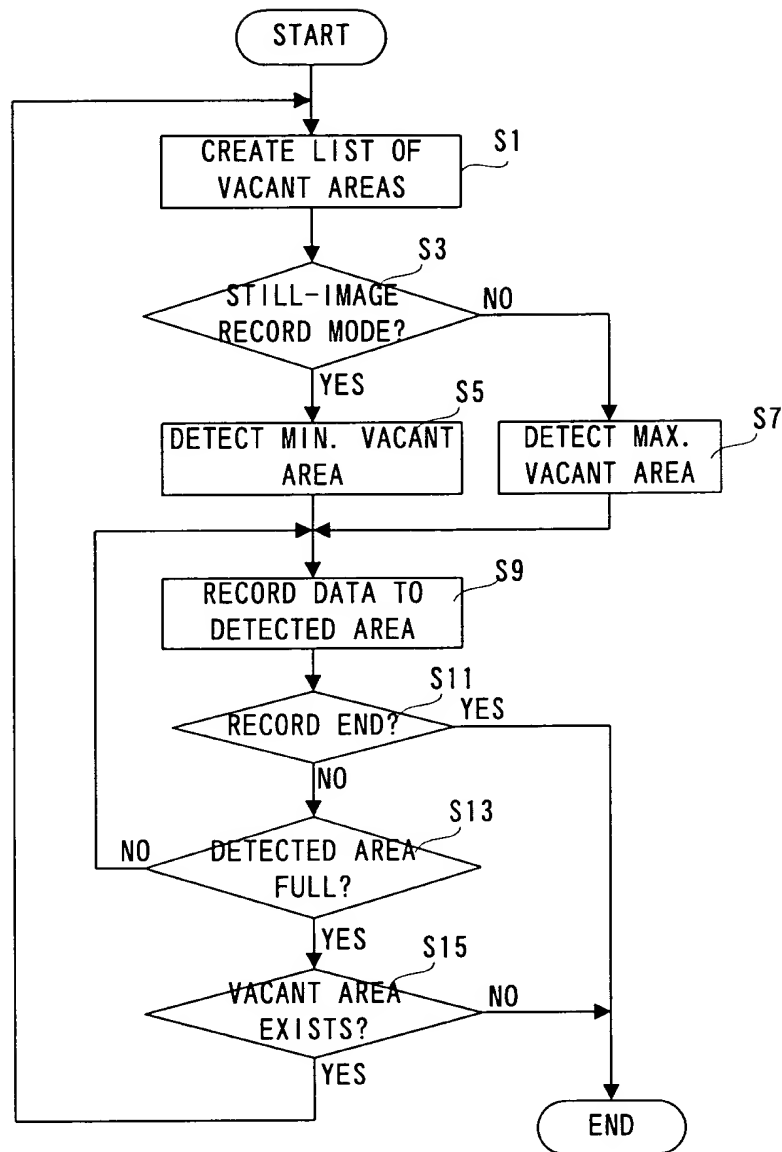 START
CREATE LIST OF
VACANT AREAS
S1
STILL-IMAGE
RECORD MODE?
S3
NO
YES
DETECT MIN. VACANT
AREA
S5
DETECT MAX.
VACANT AREA
S7
RECORD DATA TO
DETECTED AREA
S9
RECORD END?
S11
YES
NO
DETECTED AREA
FULL?
S13
NO
YES
VACANT AREA
EXISTS?
S15
NO
YES
END